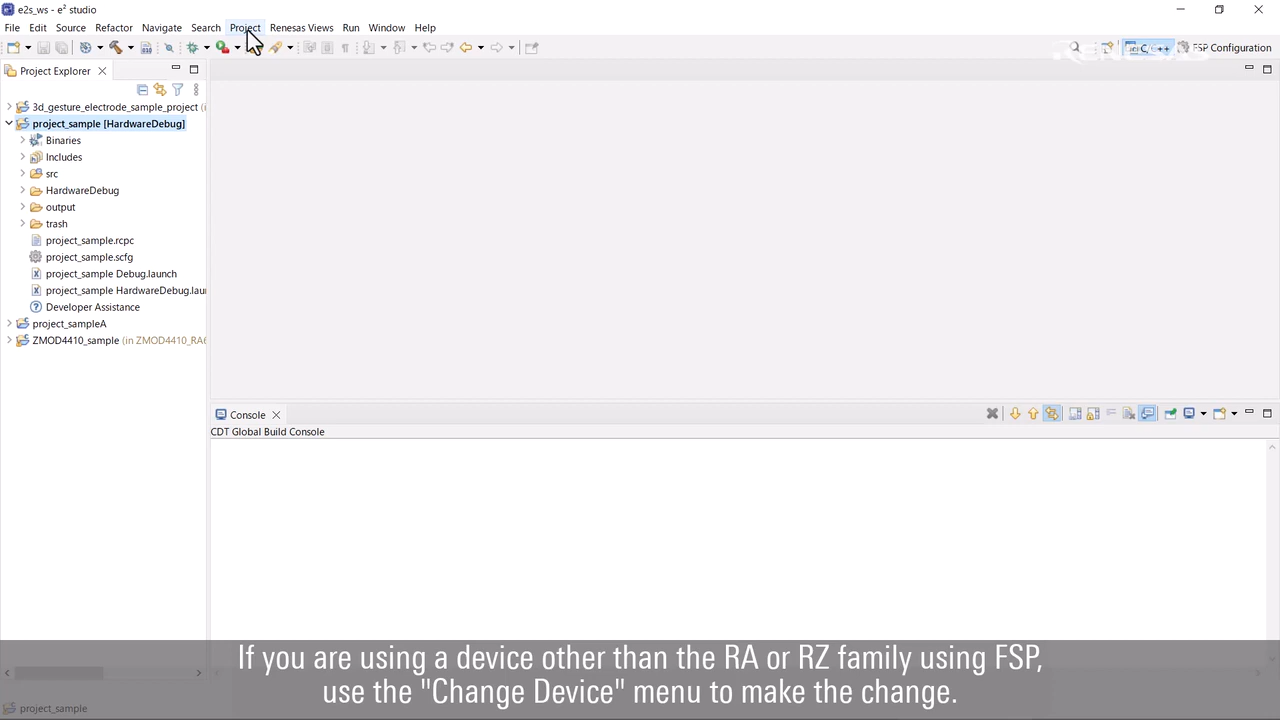 e2s_ws - e² studio
File Edit Source Refactor Navigate Search Project Renesas Views Run Window Help
C/C++ FSP Configuration
RENESAS
Project Explorer
3d_gesture_electrode_sample_project (i
project_sample [HardwareDebug]
Binaries
Includes
src
HardwareDebug
output
trash
project_sample.rcpc
project_sample.scfg
project_sample Debug.launch
project_sample HardwareDebug.lau
Developer Assistance
project_sampleA
ZMOD4410_sample (in ZMOD4410_RA6
Console
CDT Global Build Console
If you are using a device other than the RA or RZ family using FSP,
use the "Change Device" menu to make the change.
project_sample